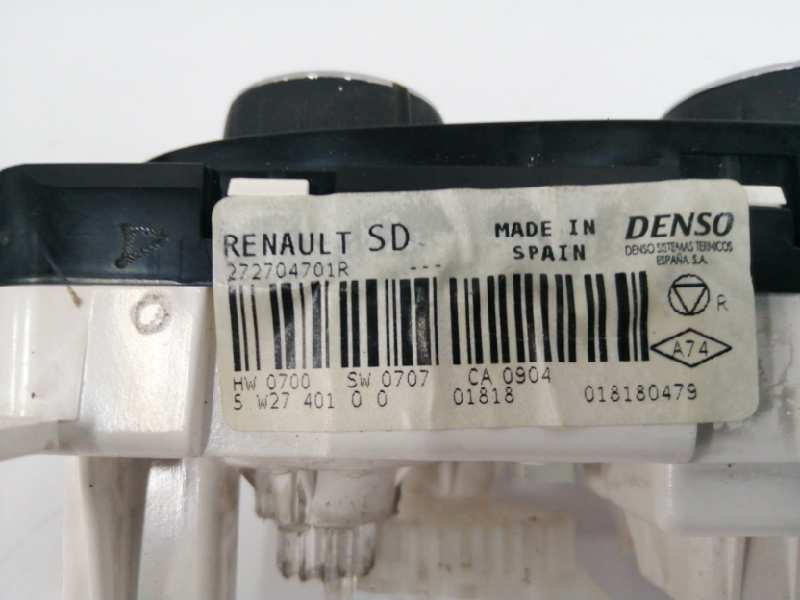 RENAULT SD
MADE IN
SPAIN
DENSO
DENSO SISTEMAS TERMICOS
ESPAÑA S.A.
272704701R ---
R
A74
HW 0700 SW 0707 CA 0904
5 W27 401 0 0 01818 018180479